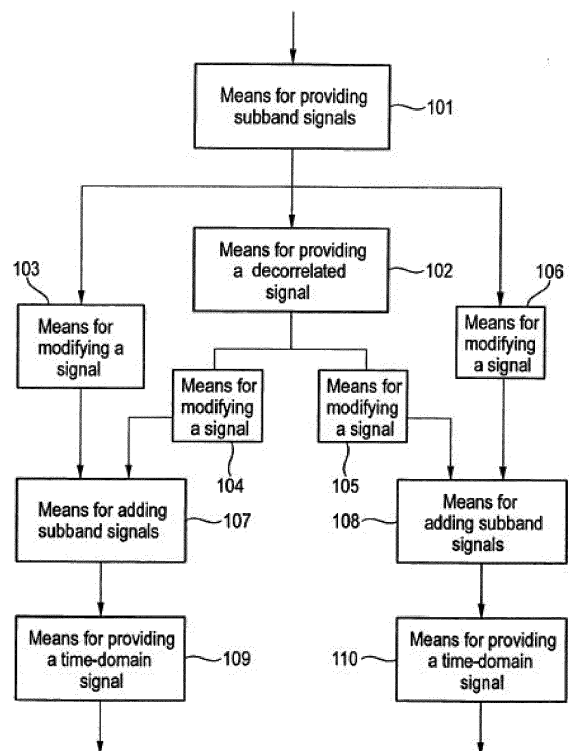 Means for providing
subband signals
101
Means for providing
a decorrelated
signal
102
103
106
Means for
modifying a
signal
Means for
modifying
a signal
Means for
modifying
a signal
Means for
modifying
a signal
104
105
Means for adding
subband signals
107
108
Means for
adding subband
signals
Means for providing
a time-domain
signal
109
110
Means for providing
a time-domain
signal